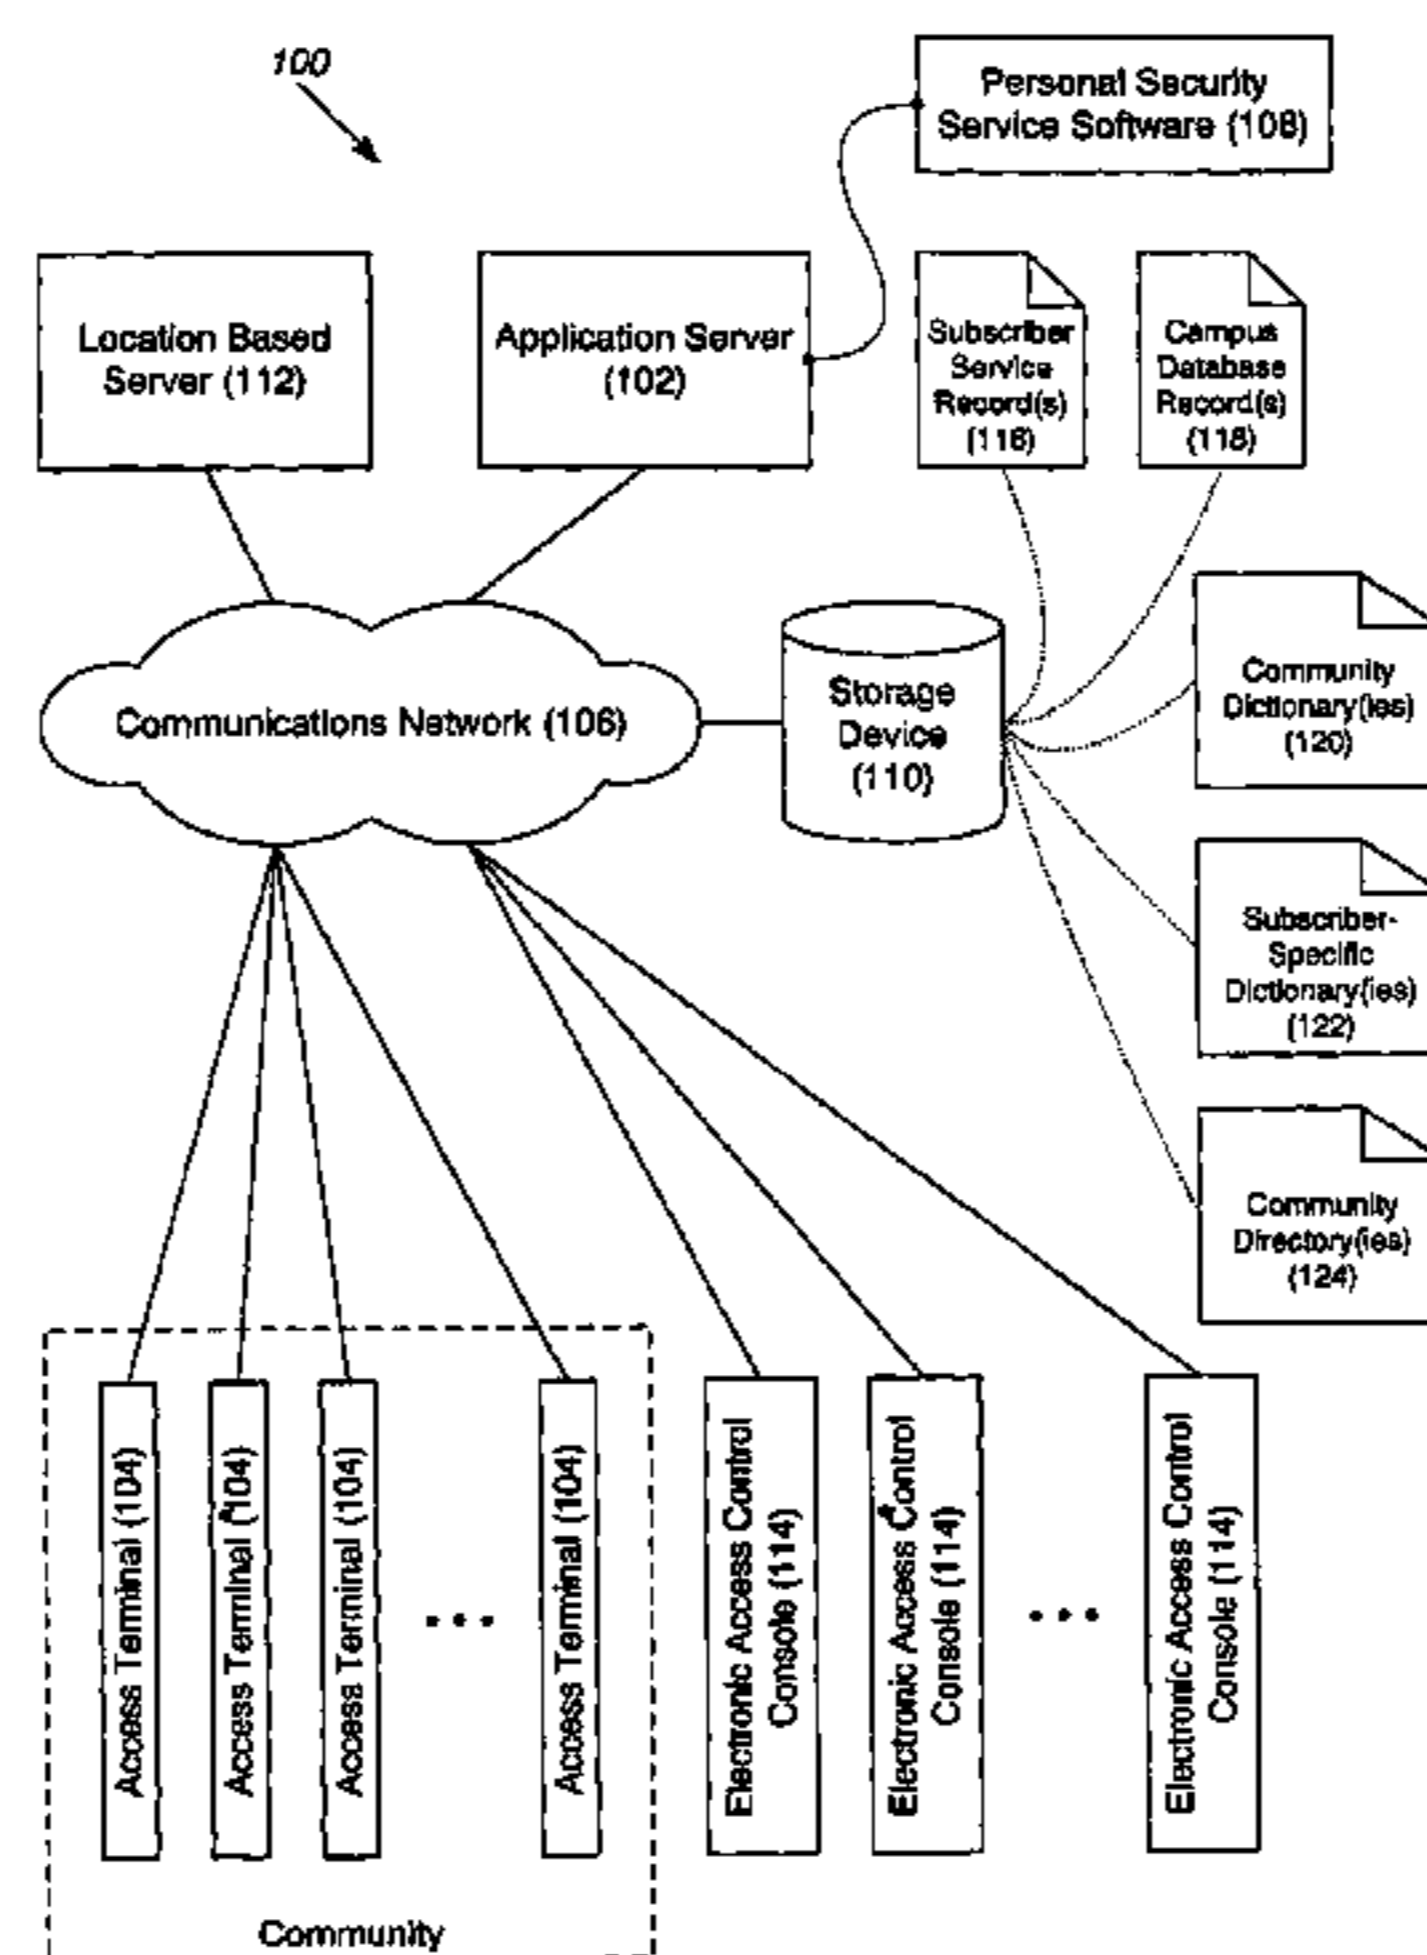 100
Personal Security
Service Software (108)
Location Based
Server (112)
Application Server
(102)
Subscriber
Service
Record(s)
(116)
Campus
Database
Record(s)
(118)
Communications Network (106)
Storage
Device
(110)
Community
Dictionary(ies)
(120)
Subscriber-
Specific
Dictionary(ies)
(122)
Community
Directory(ies)
(124)
Access Terminal (104)
Access Terminal (104)
Access Terminal (104)
...
Access Terminal (104)
Electronic Access Control
Console (114)
Electronic Access Control
Console (114)
...
Electronic Access Control
Console (114)
Community